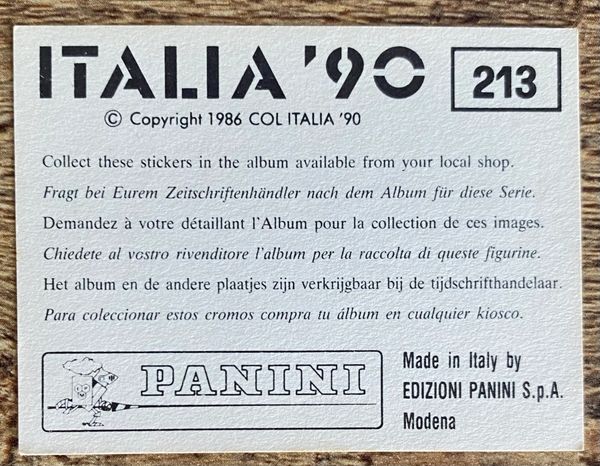 ITALIA '90
213
© Copyright 1986 COL ITALIA '90
Collect these stickers in the album available from your local shop.
Fragt bei Eurem Zeitschriftenhändler nach dem Album für diese Serie.
Demandez à votre détaillant l'Album pour la collection de ces images.
Chiedete al vostro rivenditore l'album per la raccolta di queste figurine.
Het album en de andere plaatjes zijn verkrijgbaar bij de tijdschrifthandelaar.
Para coleccionar estos cromos compra tu álbum en cualquier kiosco.
PANINI
Made in Italy by
EDIZIONI PANINI S.p.A.
Modena